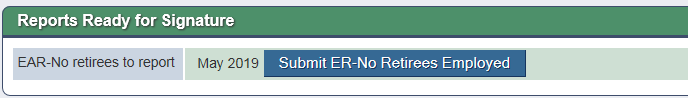 Reports Ready for Signature
EAR-No retirees to report May 2019 Submit ER-No Retirees Employed